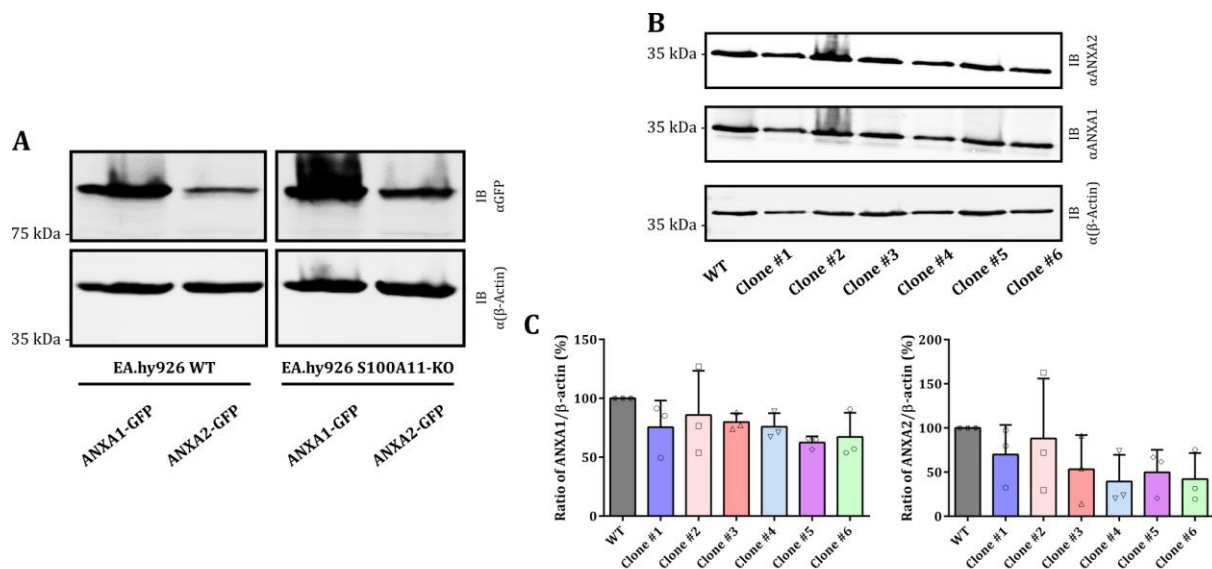 A
75 kDa
IB
αGFP
35 kDa
IB
α(β-Actin)
EA.hy926 WT
EA.hy926 S100A11-KO
ANXA1-GFP
ANXA2-GFP
ANXA1-GFP
ANXA2-GFP
B
35 kDa
IB
αANXA2
35 kDa
IB
αANXA1
35 kDa
IB
α(β-Actin)
WT
Clone #1
Clone #2
Clone #3
Clone #4
Clone #5
Clone #6
C
Ratio of ANXA1/β-actin (%)
150
100
50
0
WT
Clone #1
Clone #2
Clone #3
Clone #4
Clone #5
Clone #6
Ratio of ANXA2/β-actin (%)
200
150
100
50
0
WT
Clone #1
Clone #2
Clone #3
Clone #4
Clone #5
Clone #6